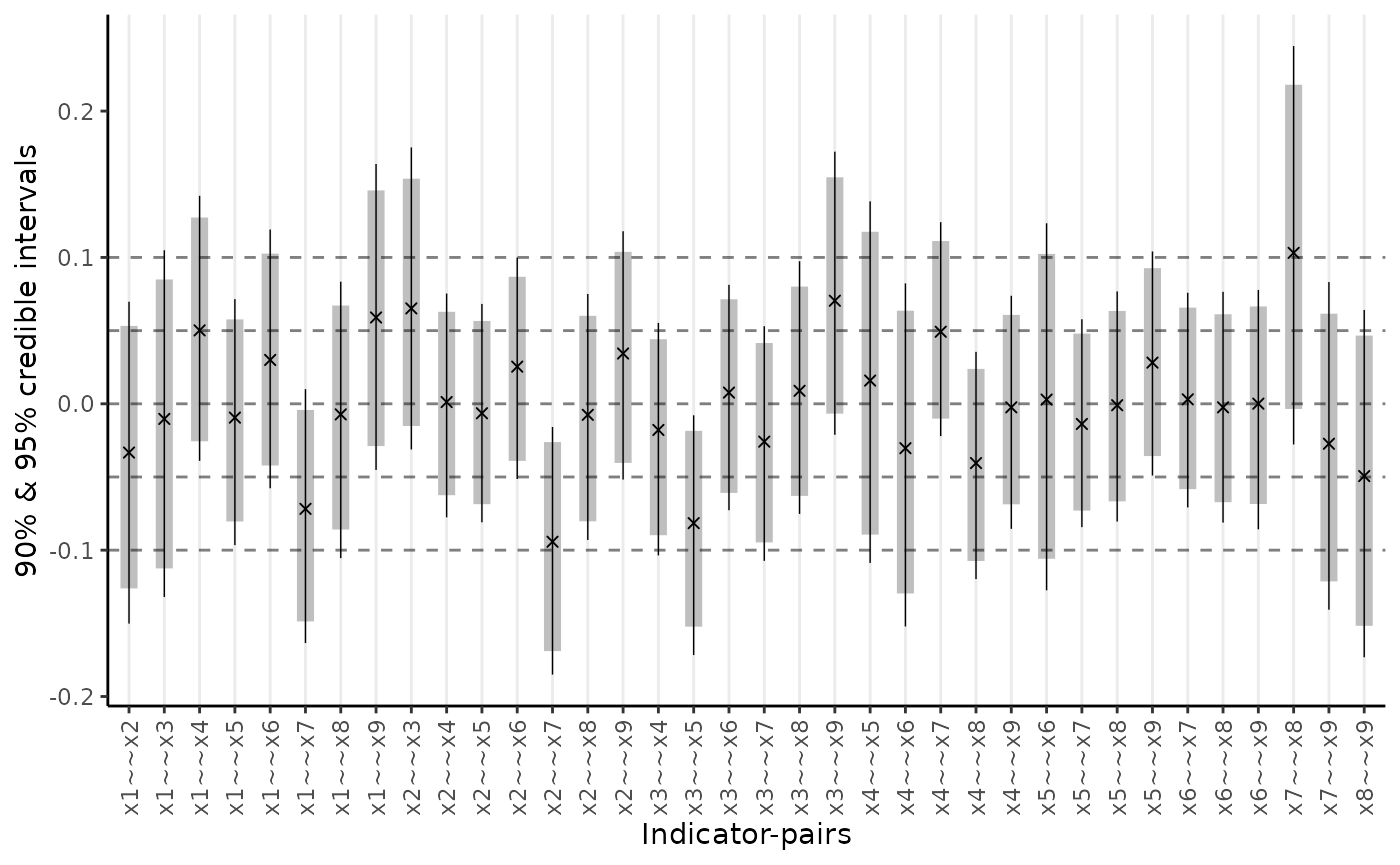 90% & 95% credible intervals
0.2
0.1
0.0
-0.1
-0.2
x1~~x2
x1~~x3
x1~~x4
x1~~x5
x1~~x6
x1~~x7
x1~~x8
x1~~x9
x2~~x3
x2~~x4
x2~~x5
x2~~x6
x2~~x7
x2~~x8
x2~~x9
x3~~x4
x3~~x5
x3~~x6
x3~~x7
x3~~x8
x3~~x9
x4~~x5
x4~~x6
x4~~x7
x4~~x8
x4~~x9
x5~~x6
x5~~x7
x5~~x8
x5~~x9
x6~~x7
x6~~x8
x6~~x9
x7~~x8
x7~~x9
x8~~x9
Indicator-pairs